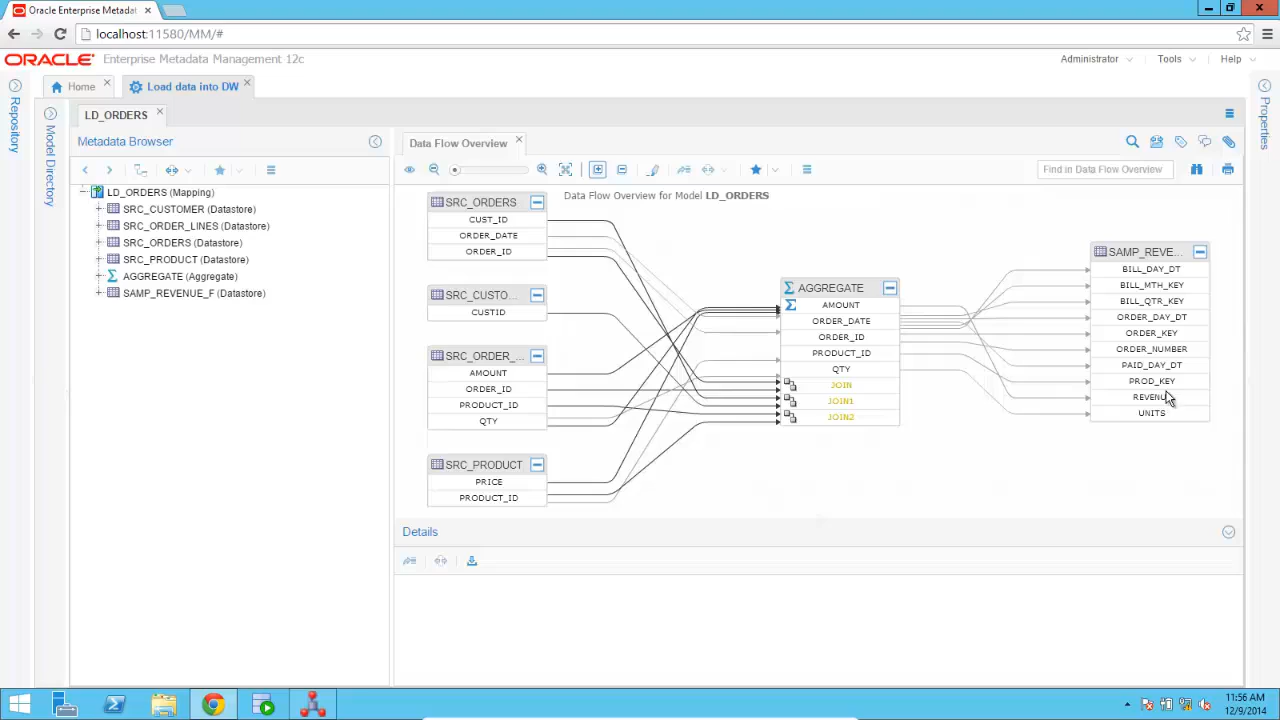 Oracle Enterprise Metadat
localhost:11580/MM/#
ORACLE Enterprise Metadata Management 12c
Administrator Tools Help
Home Load data into DW
Repository
Model Directory
Properties
LD_ORDERS
Metadata Browser
LD_ORDERS (Mapping)
SRC_CUSTOMER (Datastore)
SRC_ORDER_LINES (Datastore)
SRC_ORDERS (Datastore)
SRC_PRODUCT (Datastore)
AGGREGATE (Aggregate)
SAMP_REVENUE_F (Datastore)
Data Flow Overview
Find in Data Flow Overview
Data Flow Overview for Model LD_ORDERS
SRC_ORDERS
CUST_ID
ORDER_DATE
ORDER_ID
SRC_CUSTO...
CUSTID
SRC_ORDER_...
AMOUNT
ORDER_ID
PRODUCT_ID
QTY
SRC_PRODUCT
PRICE
PRODUCT_ID
AGGREGATE
AMOUNT
ORDER_DATE
ORDER_ID
PRODUCT_ID
QTY
JOIN
JOIN1
JOIN2
SAMP_REVE...
BILL_DAY_DT
BILL_MTH_KEY
BILL_QTR_KEY
ORDER_DAY_DT
ORDER_KEY
ORDER_NUMBER
PAID_DAY_DT
PROD_KEY
REVENU
UNITS
Details
11:56 AM
12/9/2014